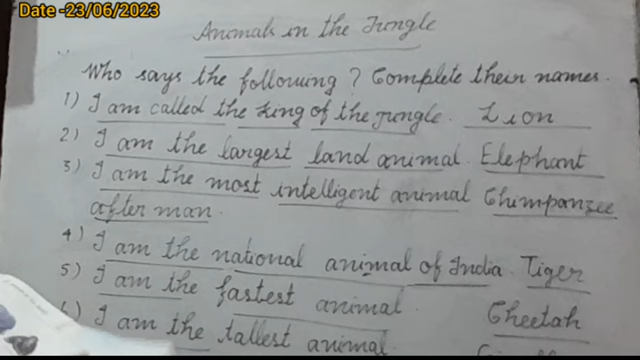 Date -23/06/2023
Animals in the Jungle
Who says the following? Complete their names.
1) I am called the king of the jungle. Lion
2) I am the largest land animal. Elephant
3) I am the most intelligent animal Chimpanzee
after man.
4) I am the national animal of India. Tiger
5) I am the fastest animal. Cheetah
6) I am the tallest animal.